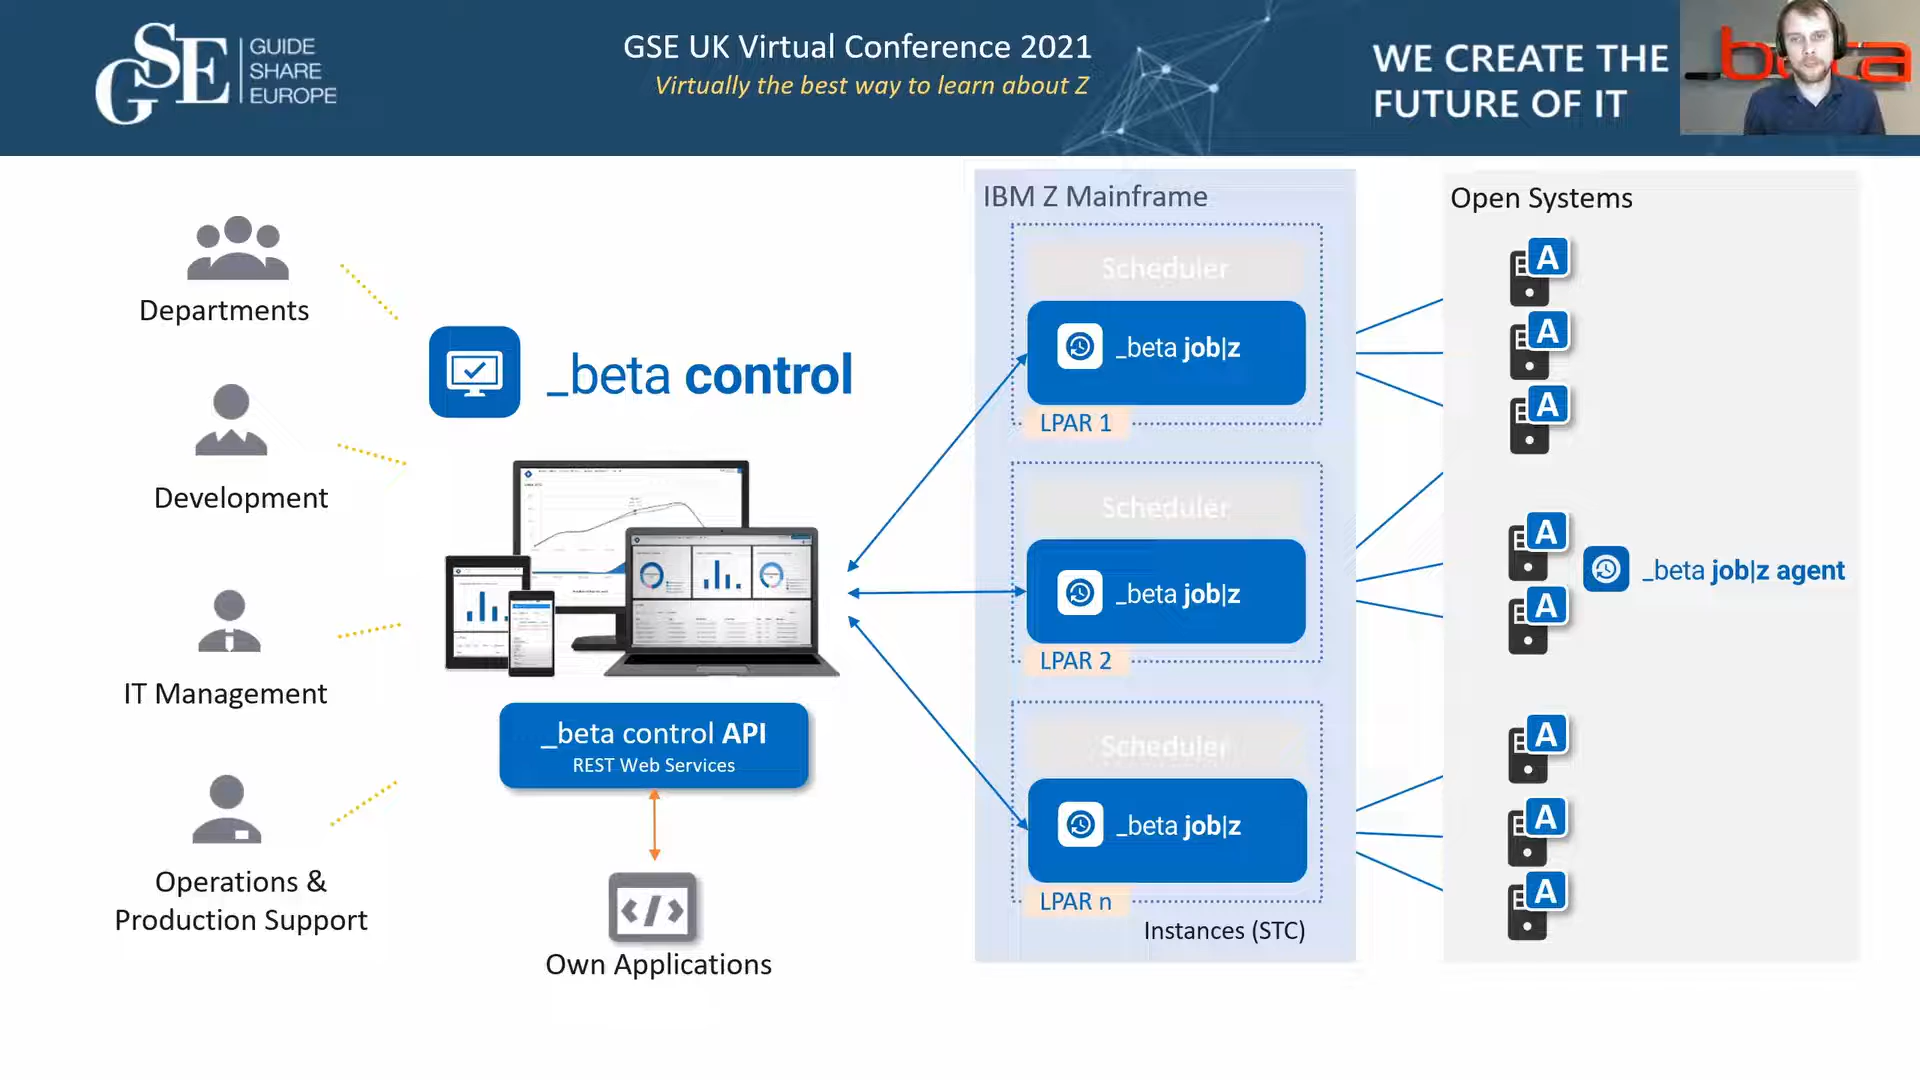 GSE
GUIDE
SHARE
EUROPE
GSE UK Virtual Conference 2021
Virtually the best way to learn about Z
WE CREATE THE
FUTURE OF IT
beta
Departments
Development
IT Management
Operations &
Production Support
_beta control
_beta control API
REST Web Services
</>
Own Applications
IBM Z Mainframe
Scheduler
_beta job|z
LPAR 1
Scheduler
_beta job|z
LPAR 2
Scheduler
_beta job|z
LPAR n
Instances (STC)
Open Systems
A
A
A
A
A
_beta job|z agent
A
A
A